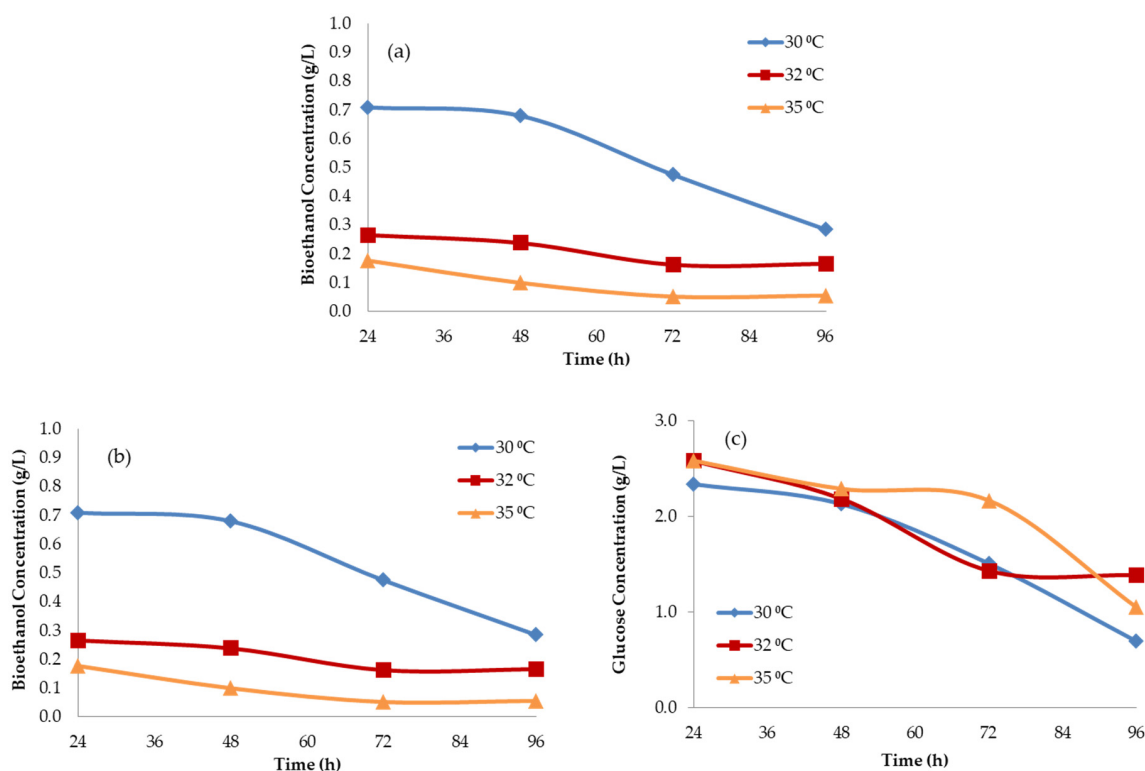 (a)
Bioethanol Concentration (g/L)
1.0
0.9
0.8
0.7
0.6
0.5
0.4
0.3
0.2
0.1
0.0
24 36 48 60 72 84 96
Time (h)
30 ⁰C
32 ⁰C
35 ⁰C
(b)
Bioethanol Concentration (g/L)
1.0
0.9
0.8
0.7
0.6
0.5
0.4
0.3
0.2
0.1
0.0
24 36 48 60 72 84 96
Time (h)
30 ⁰C
32 ⁰C
35 ⁰C
(c)
Glucose Concentration (g/L)
3.0
2.0
1.0
0.0
24 36 48 60 72 84 96
Time (h)
30 ⁰C
32 ⁰C
35 ⁰C